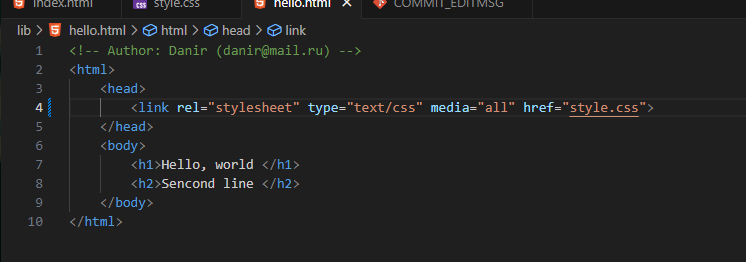 index.html style.css hello.html COMMIT_EDITMSG
lib > hello.html > html > head > link
1 <!-- Author: Danir (danir@mail.ru) -->
2 <html>
3 <head>
4 <link rel="stylesheet" type="text/css" media="all" href="style.css">
5 </head>
6 <body>
7 <h1>Hello, world </h1>
8 <h2>Sencond line </h2>
9 </body>
10 </html>